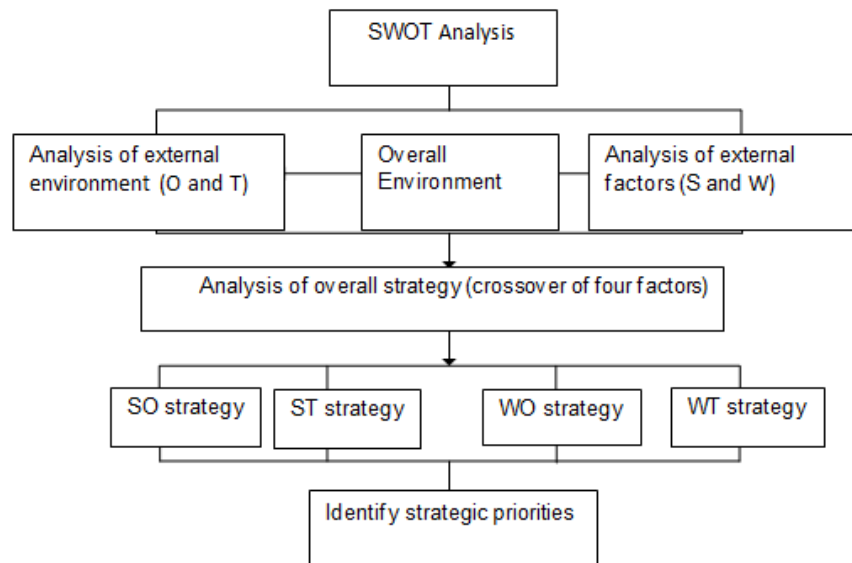 SWOT Analysis
Analysis of external
environment (O and T)
Overall
Environment
Analysis of external
factors (S and W)
Analysis of overall strategy (crossover of four factors)
SO strategy
ST strategy
WO strategy
WT strategy
Identify strategic priorities